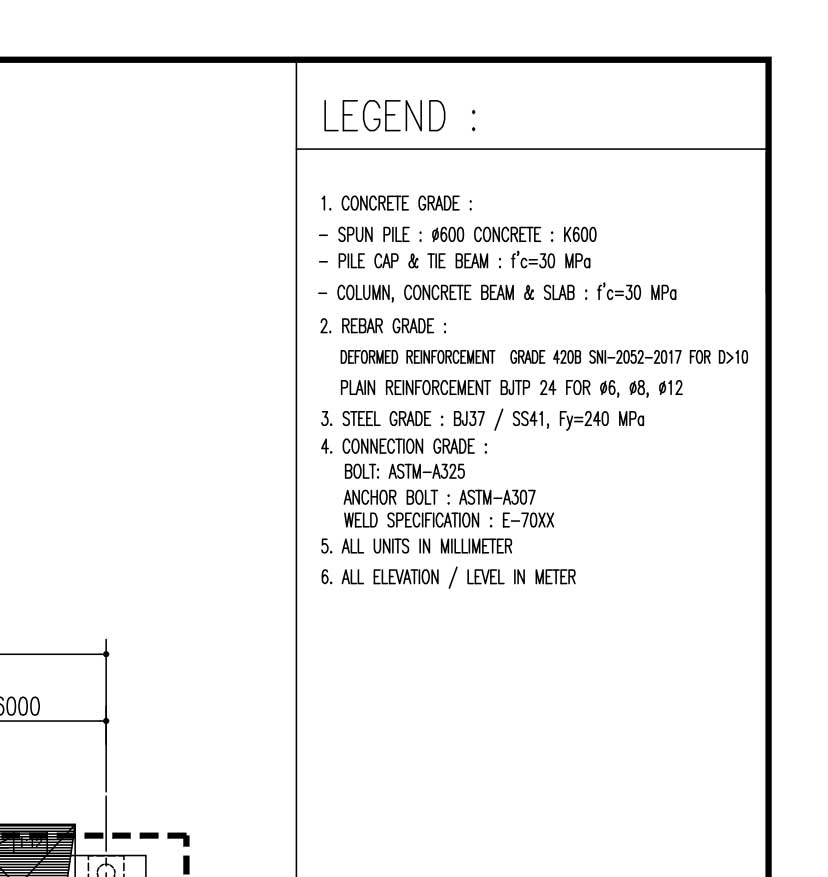 LEGEND :
1. CONCRETE GRADE :
- SPUN PILE : ø600 CONCRETE : K600
- PILE CAP & TIE BEAM : f'c=30 MPa
- COLUMN, CONCRETE BEAM & SLAB : f'c=30 MPa
2. REBAR GRADE :
DEFORMED REINFORCEMENT GRADE 420B SNI-2052-2017 FOR D>10
PLAIN REINFORCEMENT BJTP 24 FOR ø6, ø8, ø12
3. STEEL GRADE : BJ37 / SS41, Fy=240 MPa
4. CONNECTION GRADE :
BOLT: ASTM-A325
ANCHOR BOLT : ASTM-A307
WELD SPECIFICATION : E-70XX
5. ALL UNITS IN MILLIMETER
6. ALL ELEVATION / LEVEL IN METER
6000